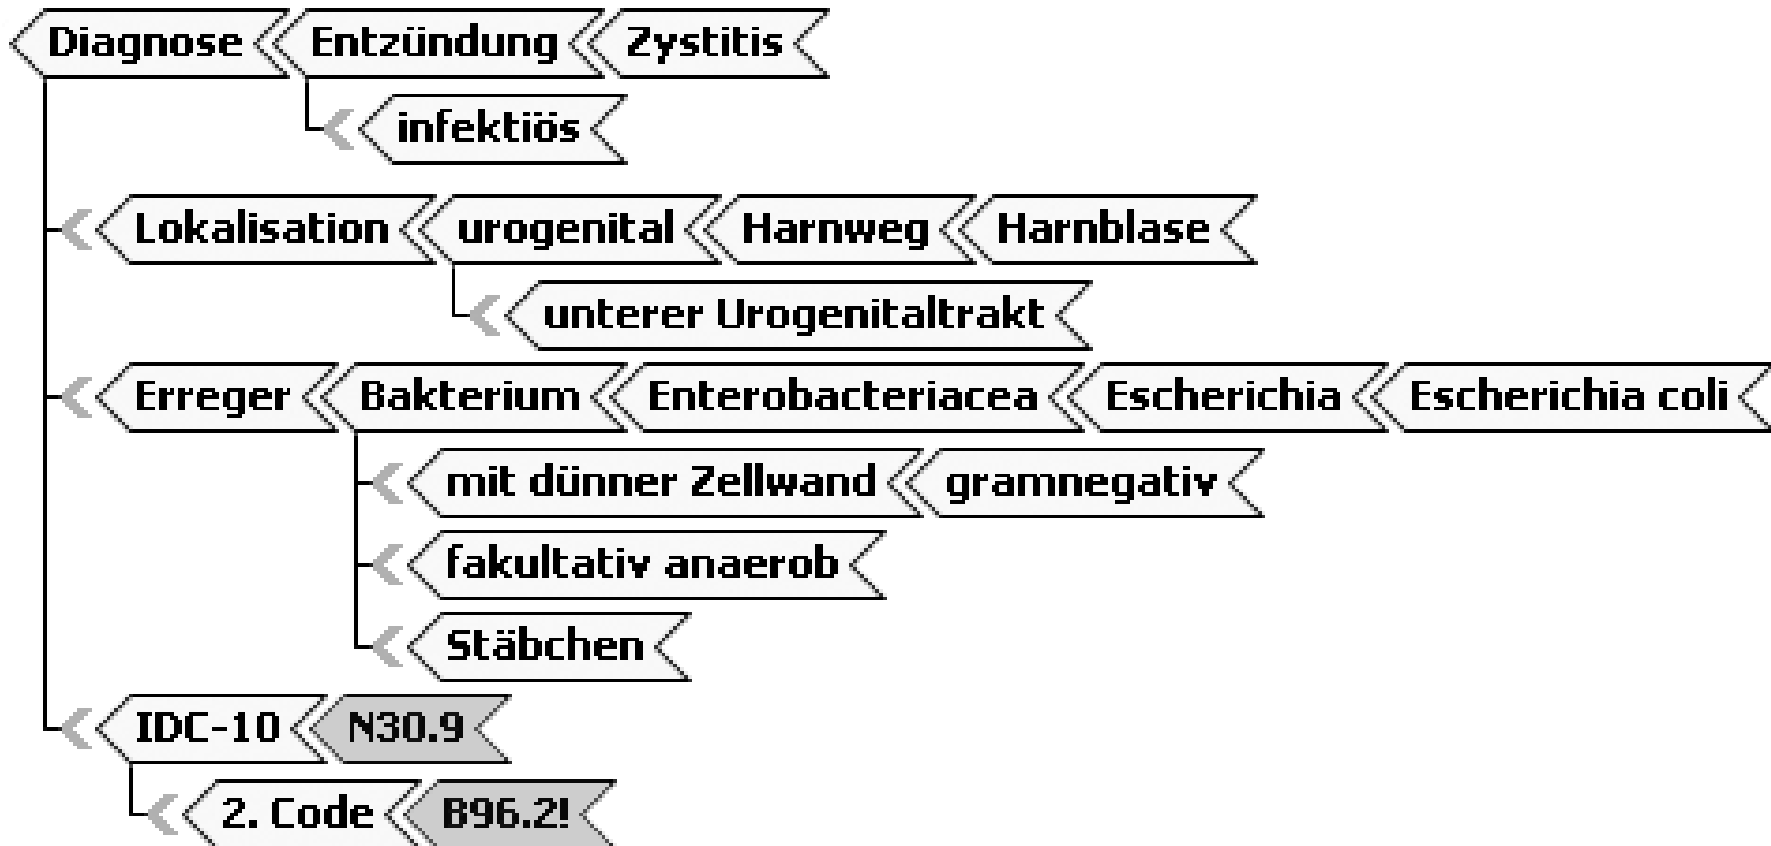 Diagnose Entzündung Zystitis
infektiös
Lokalisation urogenital Harnweg Harnblase
unterer Urogenitaltrakt
Erreger Bakterium Enterobacteriacea Escherichia Escherichia coli
mit dünner Zellwand gramnegativ
fakultativ anaerob
Stäbchen
IDC-10 N30.9
2. Code B96.2!